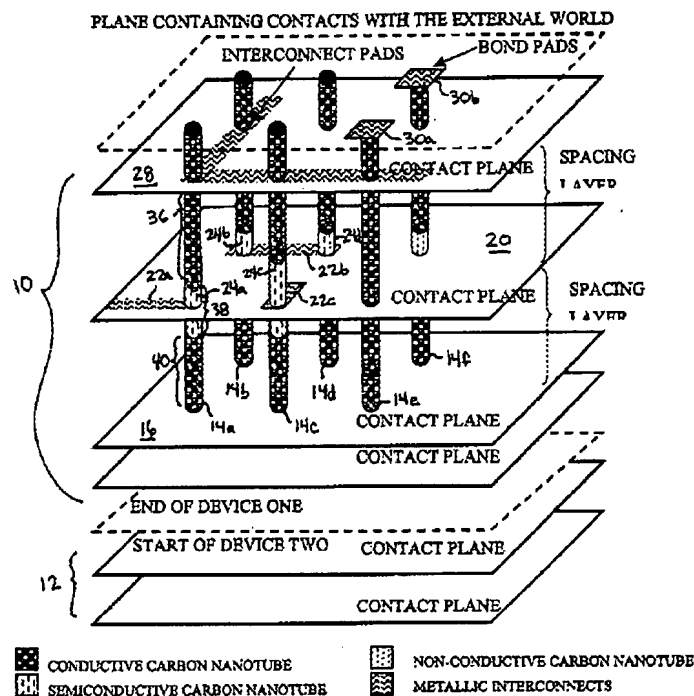 PLANE CONTAINING CONTACTS WITH THE EXTERNAL WORLD
INTERCONNECT PADS
BOND PADS
30b
30a
CONTACT PLANE
SPACING
LAYER
28
36
24b
24
20
10
22a
24a
24c
22b
22c
38
CONTACT PLANE
SPACING
LAYER
40
14b
14d
14f
16
14a
14c
14e
CONTACT PLANE
CONTACT PLANE
END OF DEVICE ONE
START OF DEVICE TWO
CONTACT PLANE
12
CONTACT PLANE
CONDUCTIVE CARBON NANOTUBE
NON-CONDUCTIVE CARBON NANOTUBE
SEMICONDUCTIVE CARBON NANOTUBE
METALLIC INTERCONNECTS